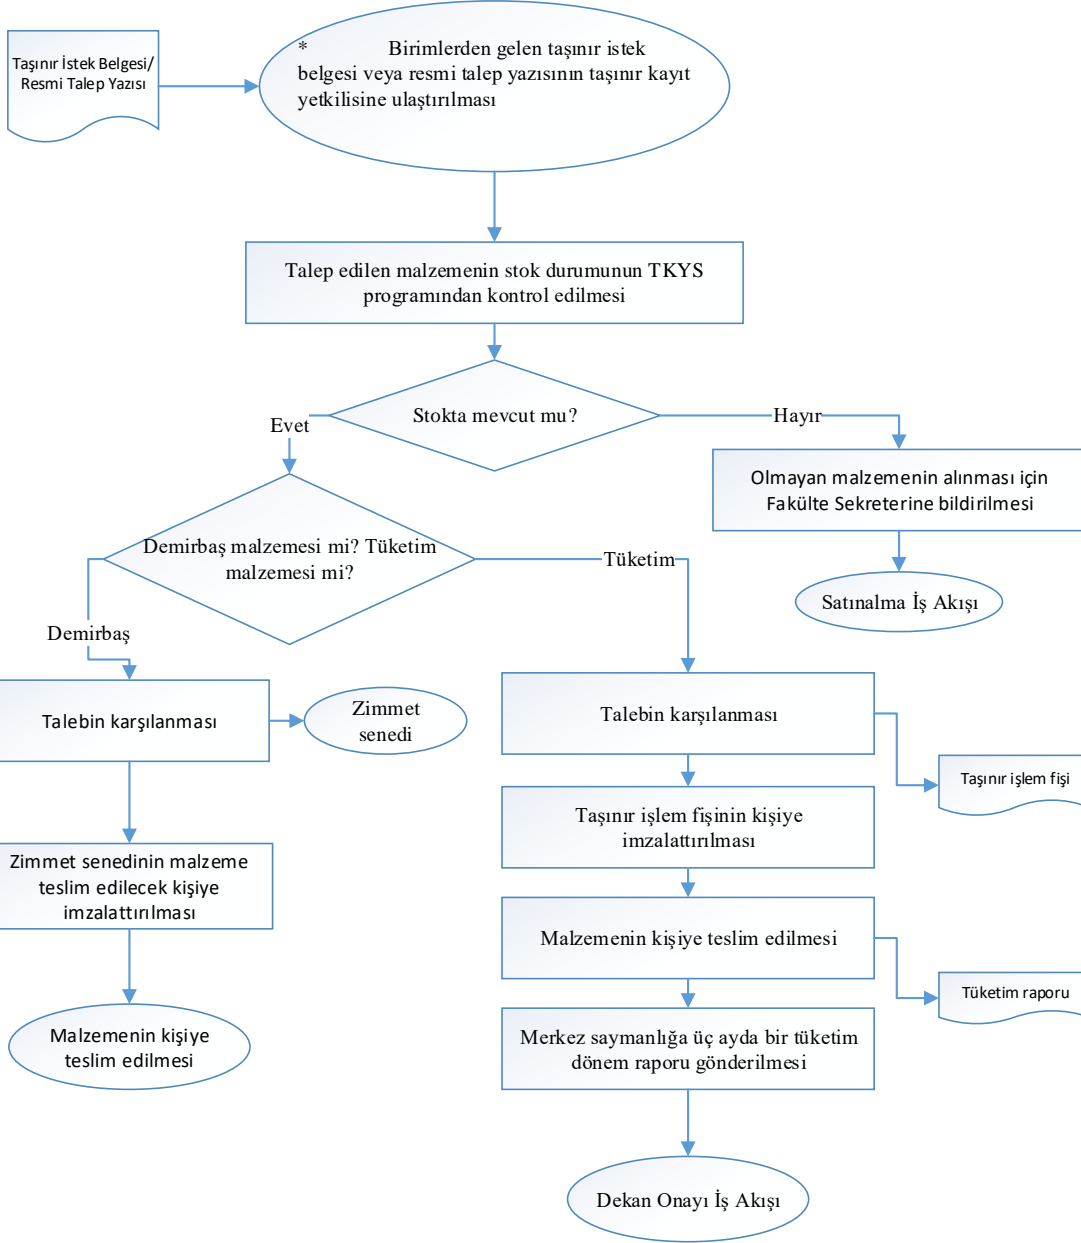 Taşınır İstek Belgesi/
Resmi Talep Yazısı
* Birimlerden gelen taşınır istek
belgesi veya resmi talep yazısının taşınır kayıt
yetkilisine ulaştırılması
Talep edilen malzemenin stok durumunun TKYS
programından kontrol edilmesi
Stokta mevcut mu?
Evet
Hayır
Olmayan malzemenin alınması için
Fakülte Sekreterine bildirilmesi
Satınalma İş Akışı
Demirbaş malzemesi mi? Tüketim
malzemesi mi?
Tüketim
Demirbaş
Talebin karşılanması
Zimmet
senedi
Zimmet senedinin malzeme
teslim edilecek kişiye
imzalattırılması
Malzemenin kişiye
teslim edilmesi
Talebin karşılanması
Taşınır işlem fişi
Taşınır işlem fişinin kişiye
imzalattırılması
Malzemenin kişiye teslim edilmesi
Tüketim raporu
Merkez saymanlığa üç ayda bir tüketim
dönem raporu gönderilmesi
Dekan Onayı İş Akışı